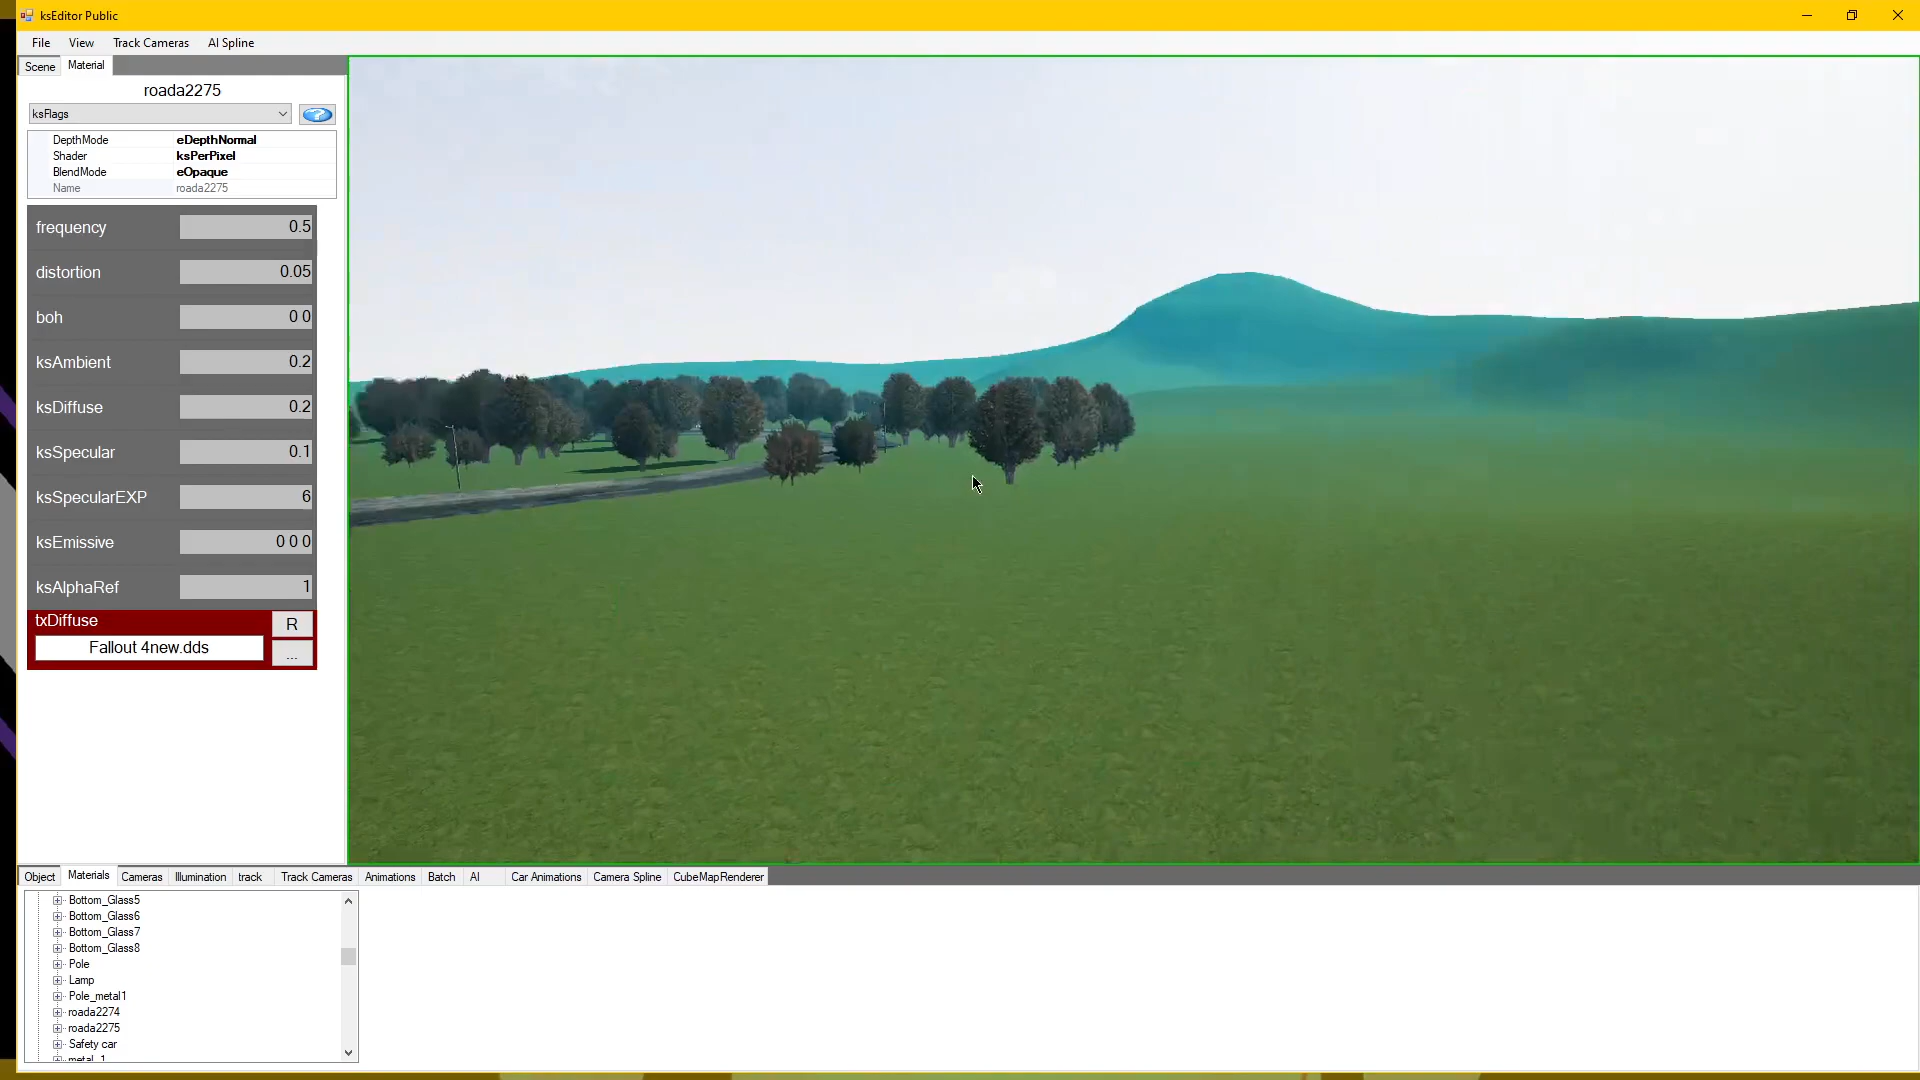 ksEditor Public
File View Track Cameras AI Spline
Scene Material
roada2275
ksFlags
DepthMode eDepthNormal
Shader ksPerPixel
BlendMode eOpaque
Name roada2275
frequency 0.5
distortion 0.05
boh 0 0
ksAmbient 0.2
ksDiffuse 0.2
ksSpecular 0.1
ksSpecularEXP 6
ksEmissive 0 0 0
ksAlphaRef 1
txDiffuse R
Fallout 4new.dds ...
Object Materials Cameras Illumination track Track Cameras Animations Batch AI Car Animations Camera Spline CubeMapRenderer
Bottom_Glass5
Bottom_Glass6
Bottom_Glass7
Bottom_Glass8
Pole
Lamp
Pole_metal1
roada2274
roada2275
Safety car
metal_1